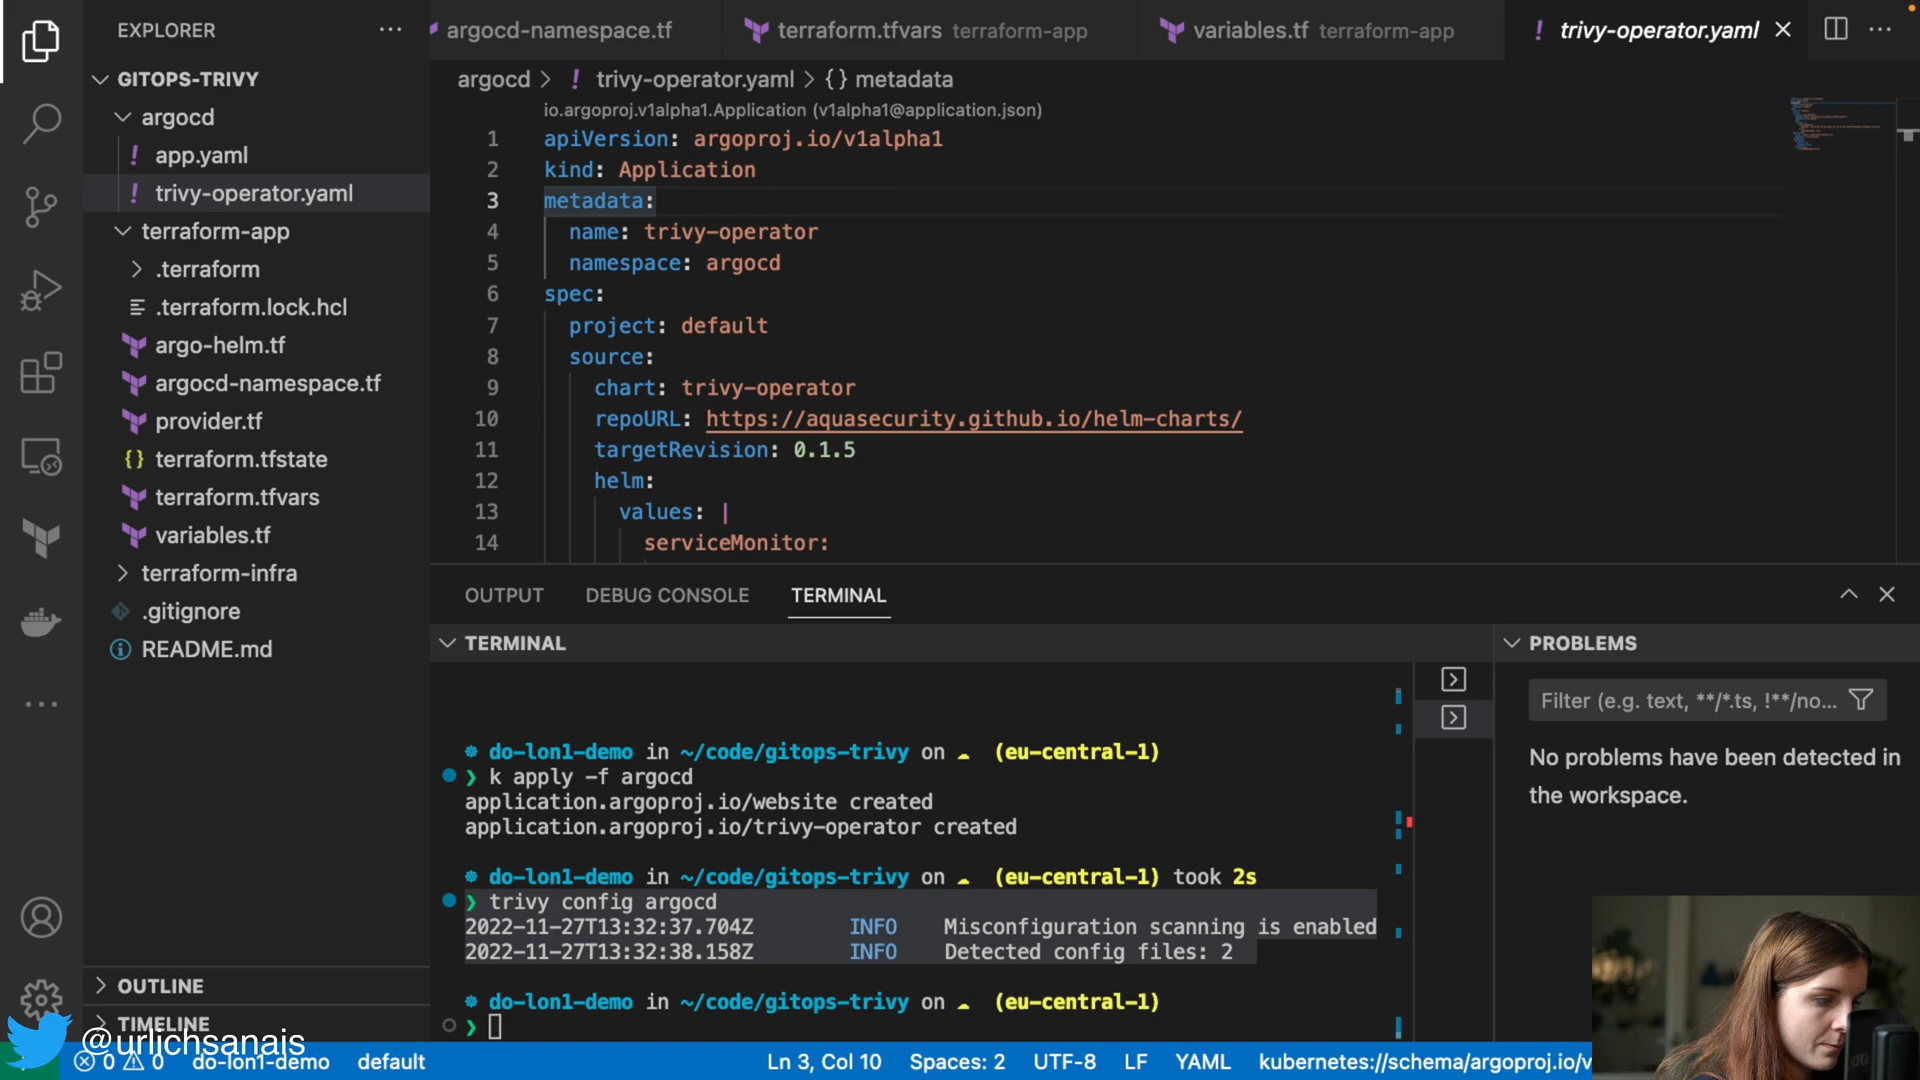 EXPLORER
GITOPS-TRIVY
argocd
! app.yaml
! trivy-operator.yaml
terraform-app
.terraform
.terraform.lock.hcl
argo-helm.tf
argocd-namespace.tf
provider.tf
{} terraform.tfstate
terraform.tfvars
variables.tf
terraform-infra
.gitignore
README.md
OUTLINE
TIMELINE
@urlichsanais
argocd-namespace.tf
terraform.tfvars terraform-app
variables.tf terraform-app
! trivy-operator.yaml
argocd > ! trivy-operator.yaml > {} metadata
io.argoproj.v1alpha1.Application (v1alpha1@application.json)
1 apiVersion: argoproj.io/v1alpha1
2 kind: Application
3 metadata:
4 name: trivy-operator
5 namespace: argocd
6 spec:
7 project: default
8 source:
9 chart: trivy-operator
10 repoURL: https://aquasecurity.github.io/helm-charts/
11 targetRevision: 0.1.5
12 helm:
13 values: |
14 serviceMonitor:
OUTPUT DEBUG CONSOLE TERMINAL
TERMINAL
do-lon1-demo in ~/code/gitops-trivy on (eu-central-1)
❯ k apply -f argocd
application.argoproj.io/website created
application.argoproj.io/trivy-operator created
do-lon1-demo in ~/code/gitops-trivy on (eu-central-1) took 2s
❯ trivy config argocd
2022-11-27T13:32:37.704Z INFO Misconfiguration scanning is enabled
2022-11-27T13:32:38.158Z INFO Detected config files: 2
do-lon1-demo in ~/code/gitops-trivy on (eu-central-1)
❯
PROBLEMS
Filter (e.g. text, **/*.ts, !**/no...
No problems have been detected in
the workspace.
0 0 do-lon1-demo default Ln 3, Col 10 Spaces: 2 UTF-8 LF YAML kubernetes://schema/argoproj.io/v